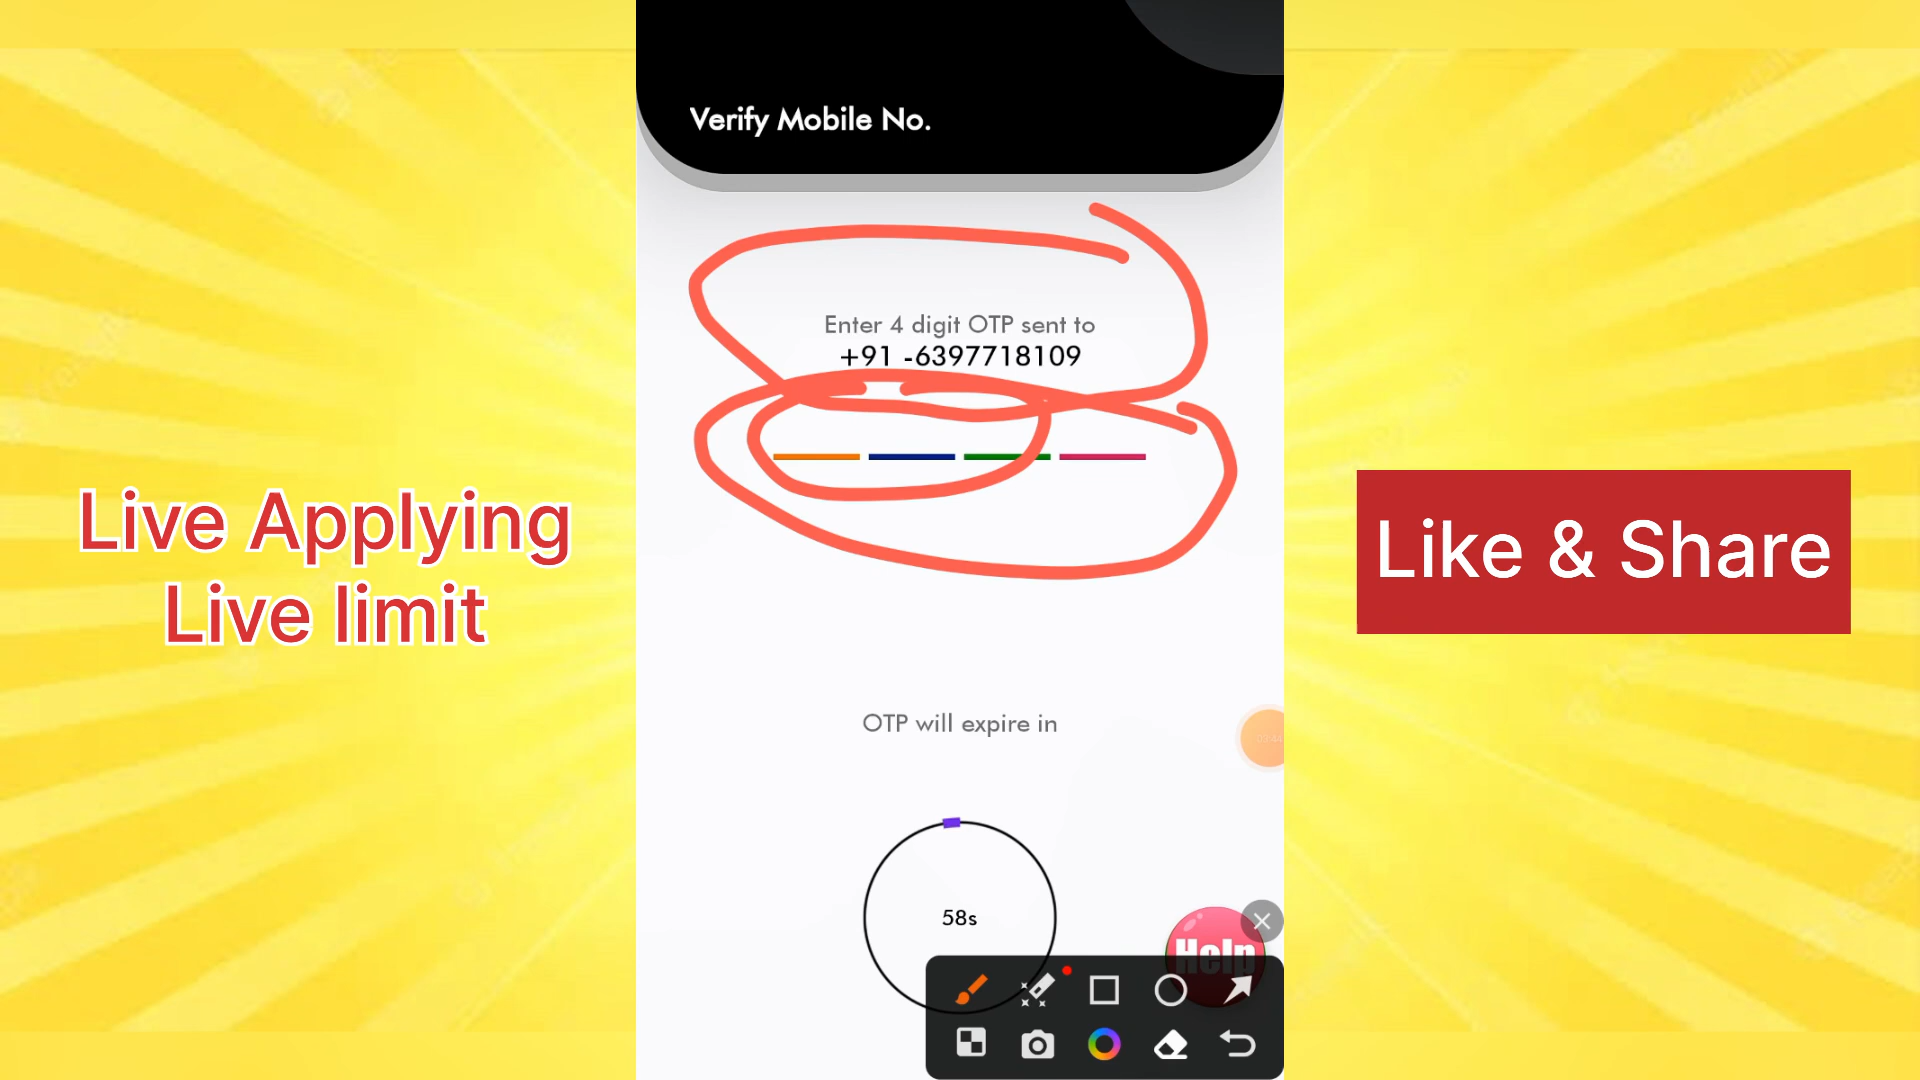 Verify Mobile No.
Enter 4 digit OTP sent to
+91 -6397718109
Live Applying
Live limit
Like & Share
OTP will expire in
58s
Help